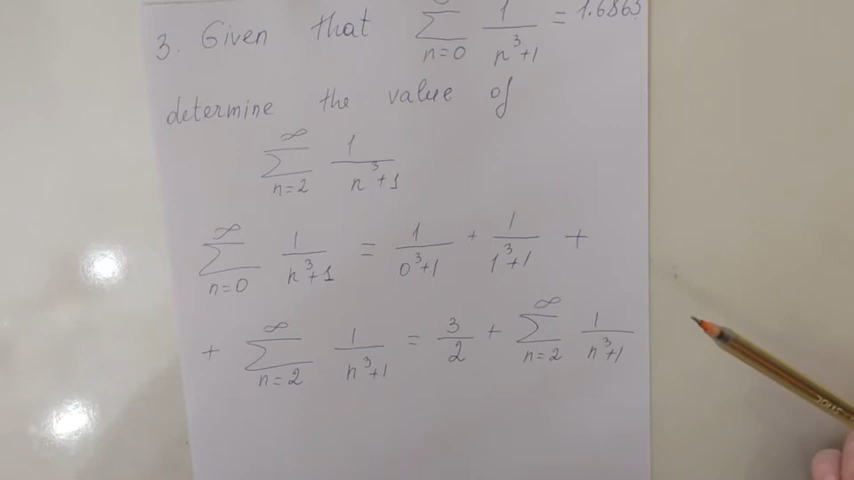 3. Given that ∑ n=0 1/(n³+1) = 1.6863
determine the value of
∞ ∑ n=2 1/(n³+1)
∞ ∑ n=0 1/(n³+1) = 1/(0³+1) + 1/(1³+1) +
+ ∞ ∑ n=2 1/(n³+1) = 3/2 + ∞ ∑ n=2 1/(n³+1)